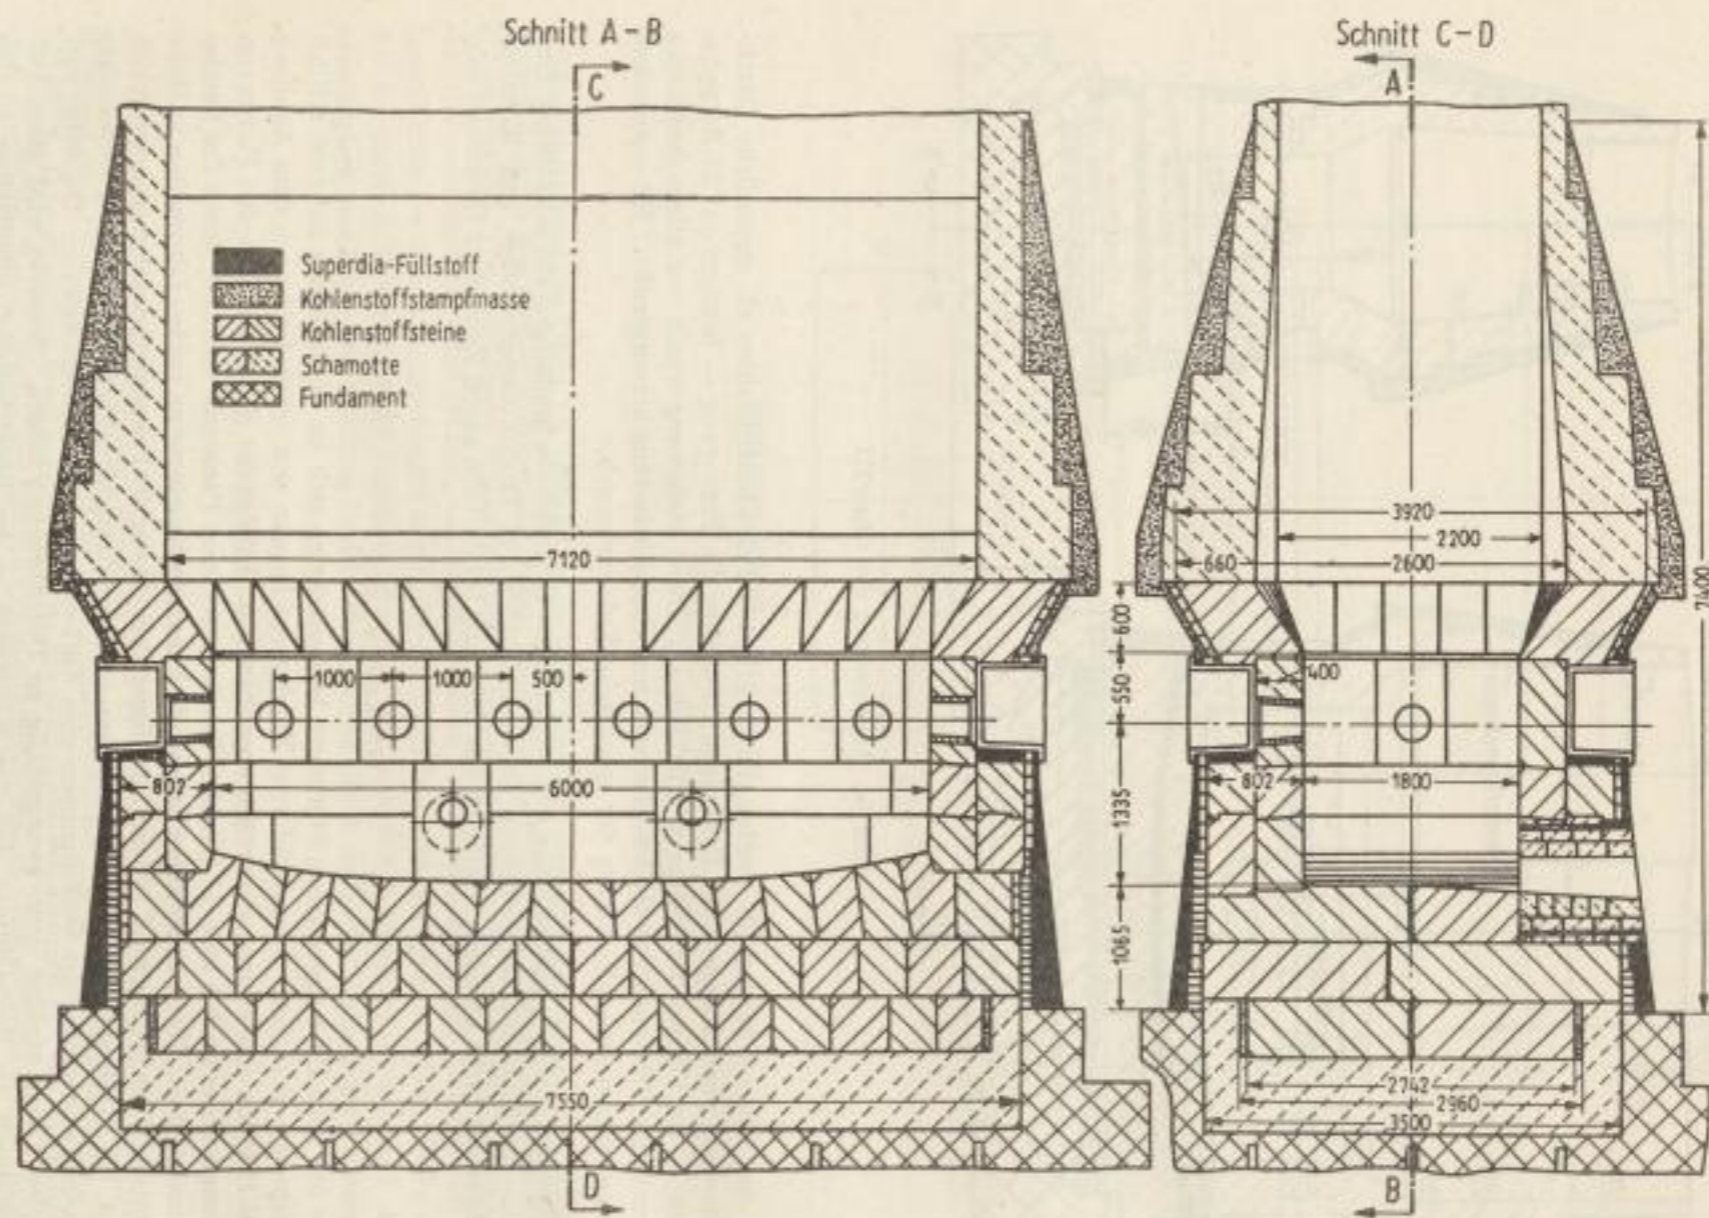 Schnitt A-B
C
Superdia-Füllstoff
Kohlenstoffstampfmasse
Kohlenstoffsteine
Schamotte
Fundament
7120
1000
1000
500
802
6000
7550
D
Schnitt C-D
A
3920
2200
660
2600
7400
600
400
550
802
1800
1335
1065
2742
2960
3500
B